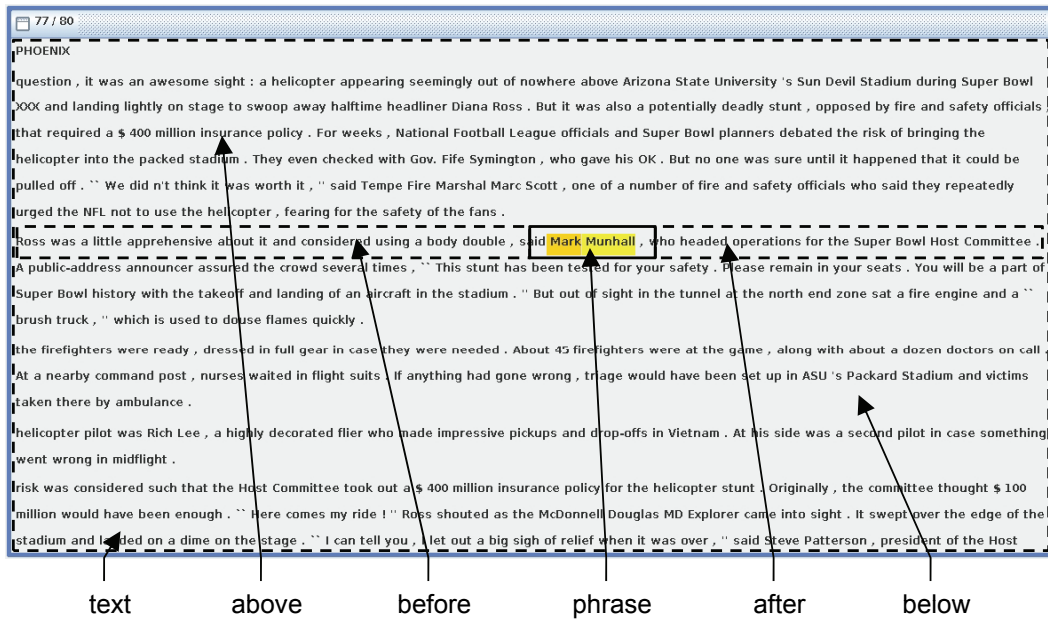 77 / 80
PHOENIX
question , it was an awesome sight : a helicopter appearing seemingly out of nowhere above Arizona State University 's Sun Devil Stadium during Super Bowl
XXX and landing lightly on stage to swoop away halftime headliner Diana Ross . But it was also a potentially deadly stunt , opposed by fire and safety officials
that required a $ 400 million insurance policy . For weeks , National Football League officials and Super Bowl planners debated the risk of bringing the
helicopter into the packed stadium . They even checked with Gov. Fife Symington , who gave his OK . But no one was sure until it happened that it could be
pulled off . `` We did n't think it was worth it , '' said Tempe Fire Marshal Marc Scott , one of a number of fire and safety officials who said they repeatedly
urged the NFL not to use the helicopter , fearing for the safety of the fans .
Ross was a little apprehensive about it and considered using a body double , said Mark Munhall , who headed operations for the Super Bowl Host Committee .
A public-address announcer assured the crowd several times , `` This stunt has been tested for your safety . Please remain in your seats . You will be a part of
Super Bowl history with the takeoff and landing of an aircraft in the stadium . '' But out of sight in the tunnel at the north end zone sat a fire engine and a ``
brush truck , '' which is used to douse flames quickly .
the firefighters were ready , dressed in full gear in case they were needed . About 45 firefighters were at the game , along with about a dozen doctors on call .
At a nearby command post , nurses waited in flight suits . If anything had gone wrong , triage would have been set up in ASU 's Packard Stadium and victims
taken there by ambulance .
helicopter pilot was Rich Lee , a highly decorated flier who made impressive pickups and drop-offs in Vietnam . At his side was a second pilot in case something
went wrong in midflight .
risk was considered such that the Host Committee took out a $ 400 million insurance policy for the helicopter stunt . Originally , the committee thought $ 100
million would have been enough . `` Here comes my ride ! '' Ross shouted as the McDonnell Douglas MD Explorer came into sight . It swept over the edge of the
stadium and landed on a dime on the stage . `` I can tell you , I let out a big sigh of relief when it was over , '' said Steve Patterson , president of the Host
text above before phrase after below